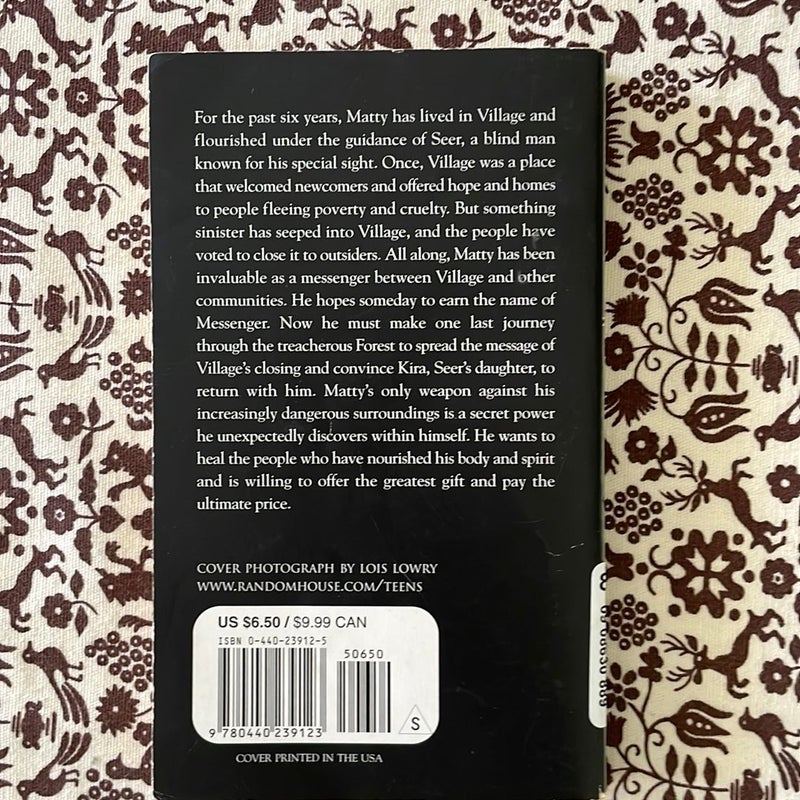 For the past six years, Matty has lived in Village and
flourished under the guidance of Seer, a blind man
known for his special sight. Once, Village was a place
that welcomed newcomers and offered hope and homes
to people fleeing poverty and cruelty. But something
sinister has seeped into Village, and the people have
voted to close it to outsiders. All along, Matty has been
invaluable as a messenger between Village and other
communities. He hopes someday to earn the name of
Messenger. Now he must make one last journey
through the treacherous Forest to spread the message of
Village's closing and convince Kira, Seer's daughter, to
return with him. Matty's only weapon against his
increasingly dangerous surroundings is a secret power
he unexpectedly discovers within himself. He wants to
heal the people who have nourished his body and spirit
and is willing to offer the greatest gift and pay the
ultimate price.
COVER PHOTOGRAPH BY LOIS LOWRY
WWW.RANDOMHOUSE.COM/TEENS
US $6.50 / $9.99 CAN
ISBN 0-440-23912-5
50650
9 780440 239123
S
COVER PRINTED IN THE USA